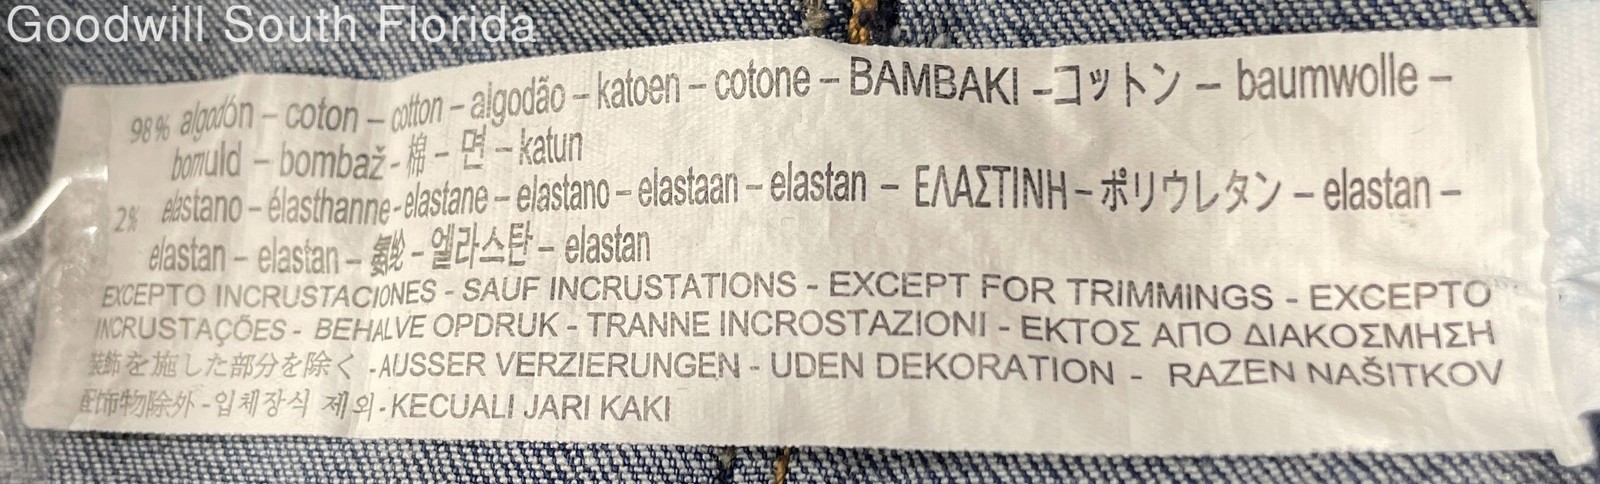 Goodwill South Florida
98% algodón – coton – cotton – algodão – katoen – cotone – BAMBAKI -コットン – baumwolle –
bomuld – bombaž - 棉 – 면 – katun
2% elastano – élasthanne - elastane – elastano – elastaan – elastan – ΕΛΑΣΤΙΝΗ – ポリウレタン – elastan –
elastan – elastan – 氨纶 – 엘라스탄 – elastan
EXCEPTO INCRUSTACIONES - SAUF INCRUSTATIONS - EXCEPT FOR TRIMMINGS - EXCEPTO
INCRUSTAÇÕES - BEHALVE OPDRUK - TRANNE INCROSTAZIONI - ΕΚΤΟΣ ΑΠΟ ΔΙΑΚΟΣΜΗΣΗ
装飾を施した部分を除く -AUSSER VERZIERUNGEN - UDEN DEKORATION - RAZEN NAŠITKOV
配饰物除外 - 입체장식 제외 - KECUALI JARI KAKI